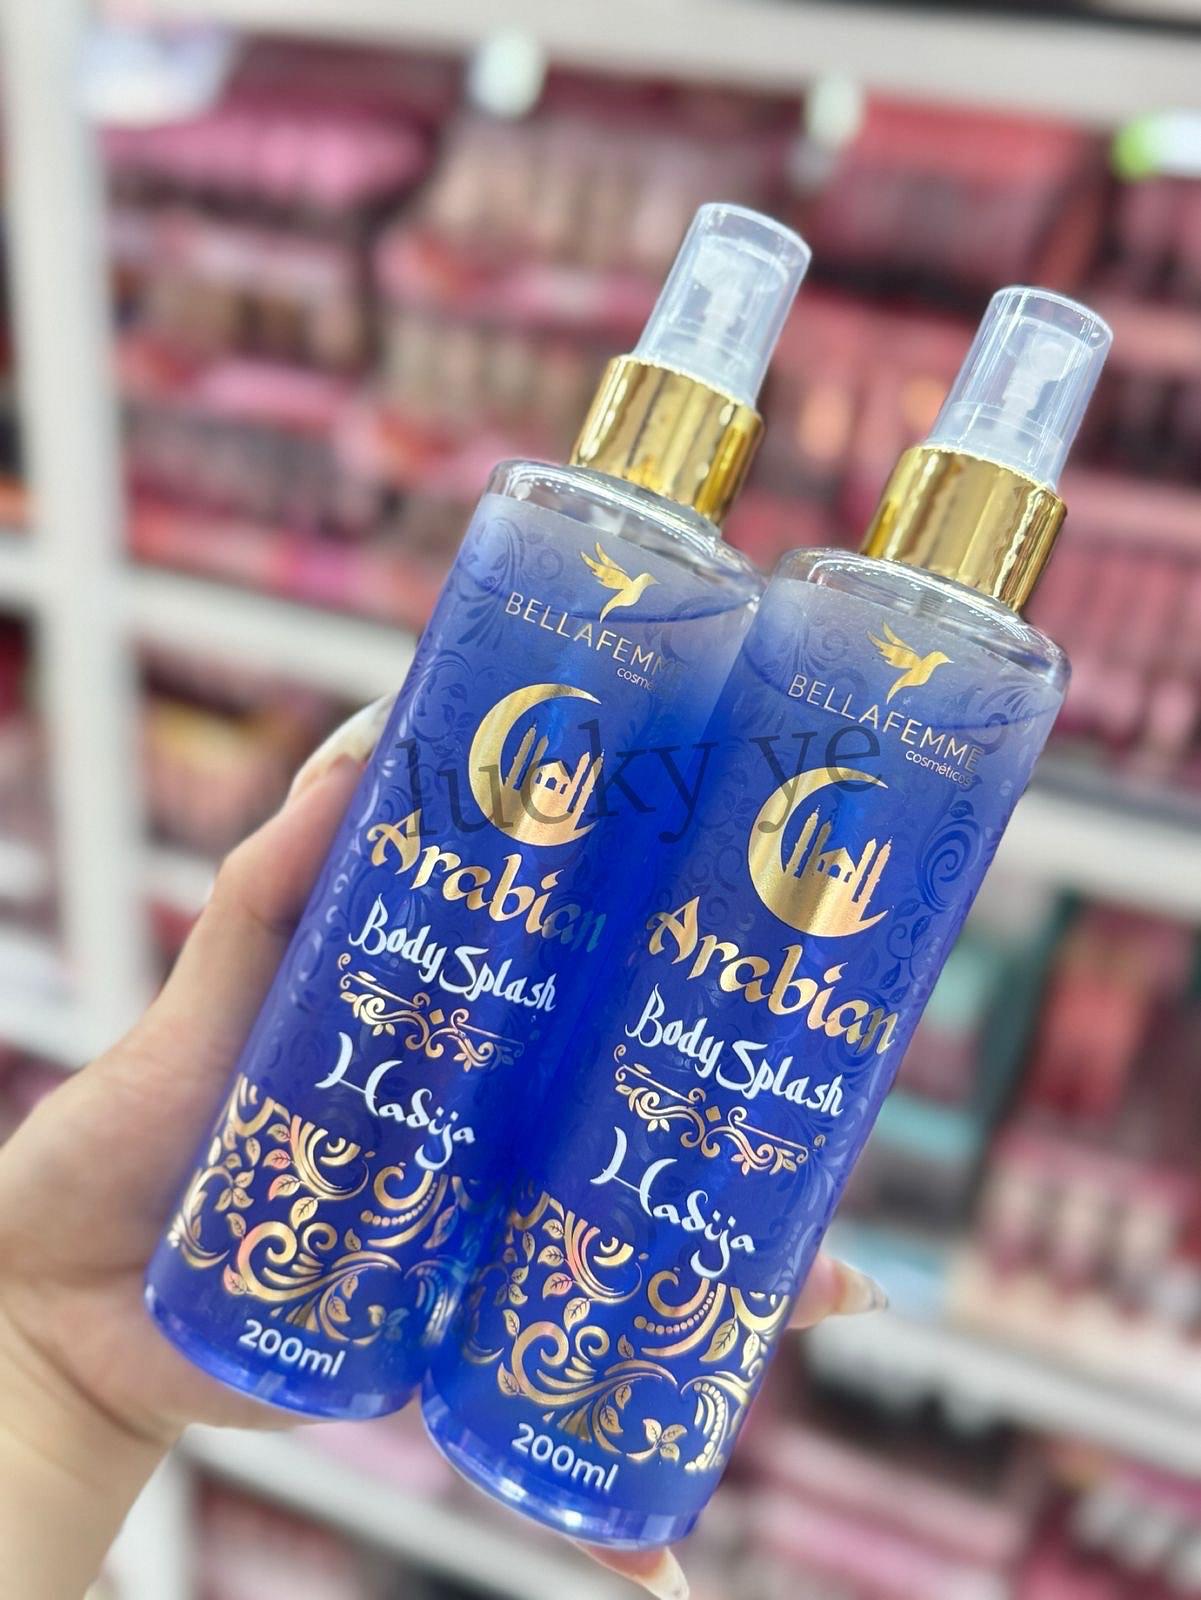 BELLAFEMME
cosméticos
Arabian
Body Splash
Hadija
200ml
BELLAFEMME
cosméticos
Arabian
Body Splash
Hadija
200ml
lucky ye